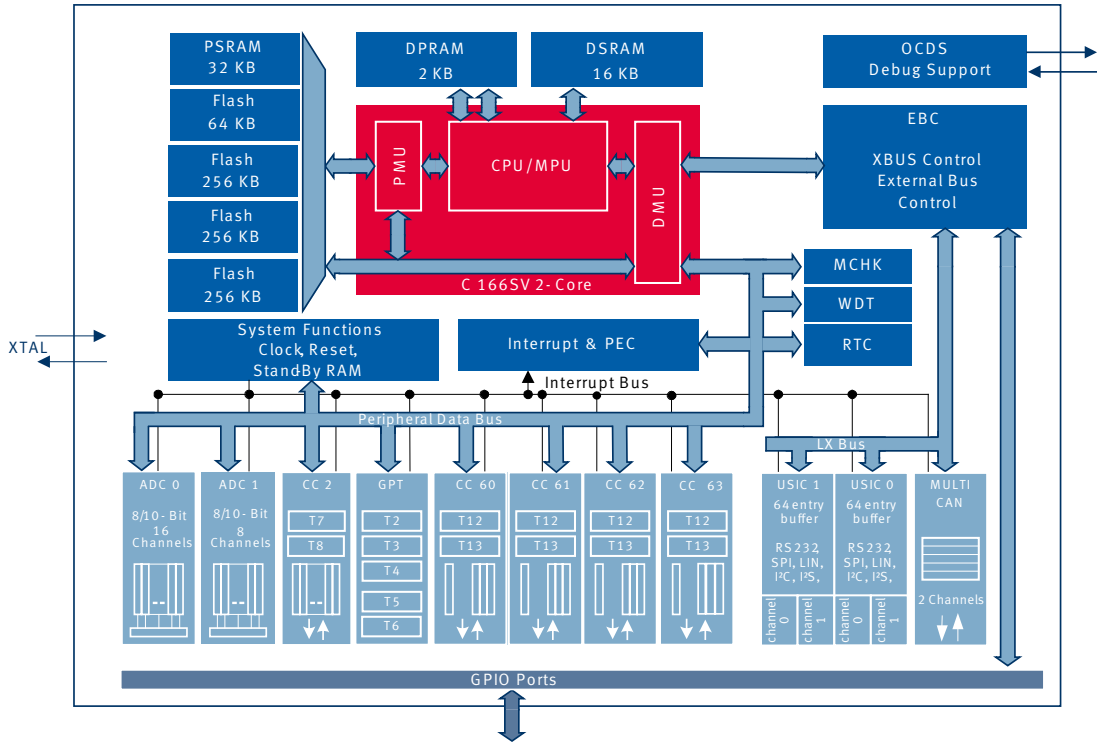 PSRAM
32 KB
Flash
64 KB
Flash
256 KB
Flash
256 KB
Flash
256 KB
DPRAM
2 KB
DSRAM
16 KB
OCDS
Debug Support
EBC
XBUS Control
External Bus
Control
PMU
CPU/MPU
DMU
C 166SV 2- Core
MCHK
WDT
RTC
XTAL
System Functions
Clock, Reset,
Stand-By RAM
Interrupt & PEC
Interrupt Bus
Peripheral Data Bus
LX Bus
ADC 0
8/10- Bit
16
Channels
ADC 1
8/10- Bit
8
Channels
CC 2
T7
T8
GPT
T2
T3
T4
T5
T6
CC 60
T12
T13
CC 61
T12
T13
CC 62
T12
T13
CC 63
T12
T13
USIC 1
64 entry
buffer
RS232,
SPI, LIN,
I²C, I²S,
channel
0
channel
1
USIC 0
64 entry
buffer
RS232,
SPI, LIN,
I²C, I²S,
channel
0
channel
1
MULTI
CAN
2 Channels
GPIO Ports